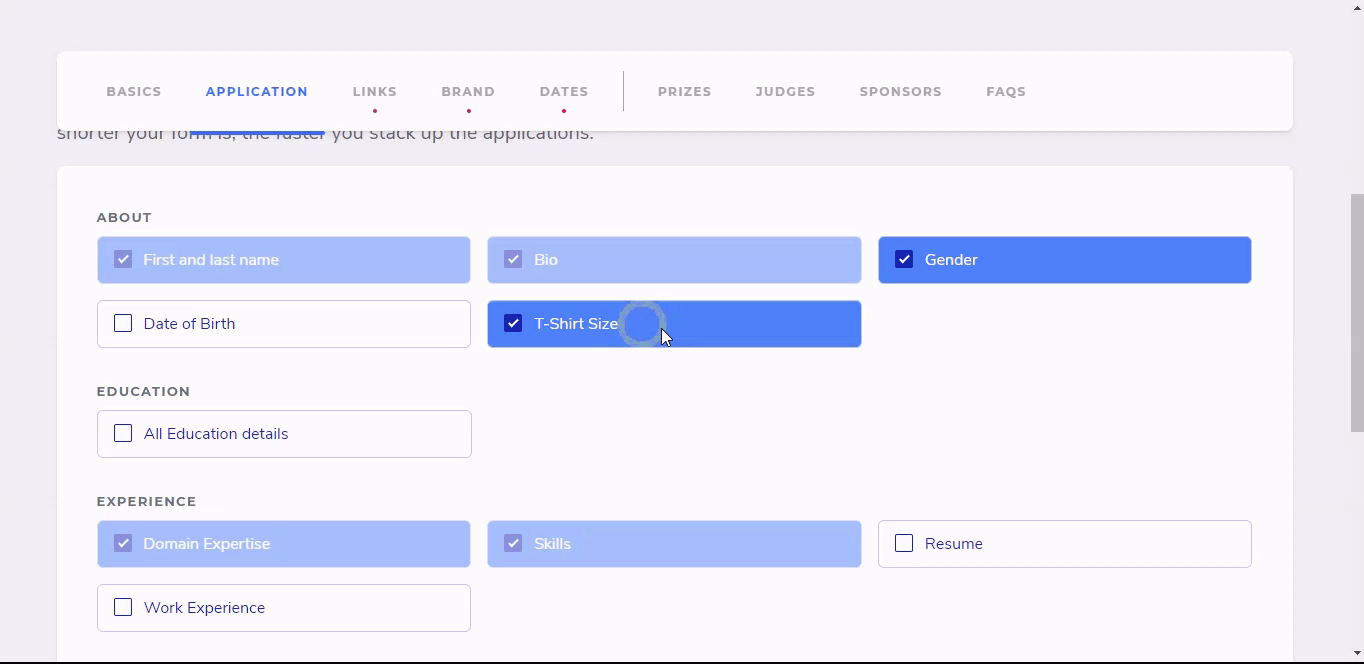 BASICS APPLICATION LINKS BRAND DATES PRIZES JUDGES SPONSORS FAQS
shorter your form is, the faster you stack up the applications.
ABOUT
First and last name Bio Gender
Date of Birth T-Shirt Size
EDUCATION
All Education details
EXPERIENCE
Domain Expertise Skills Resume
Work Experience